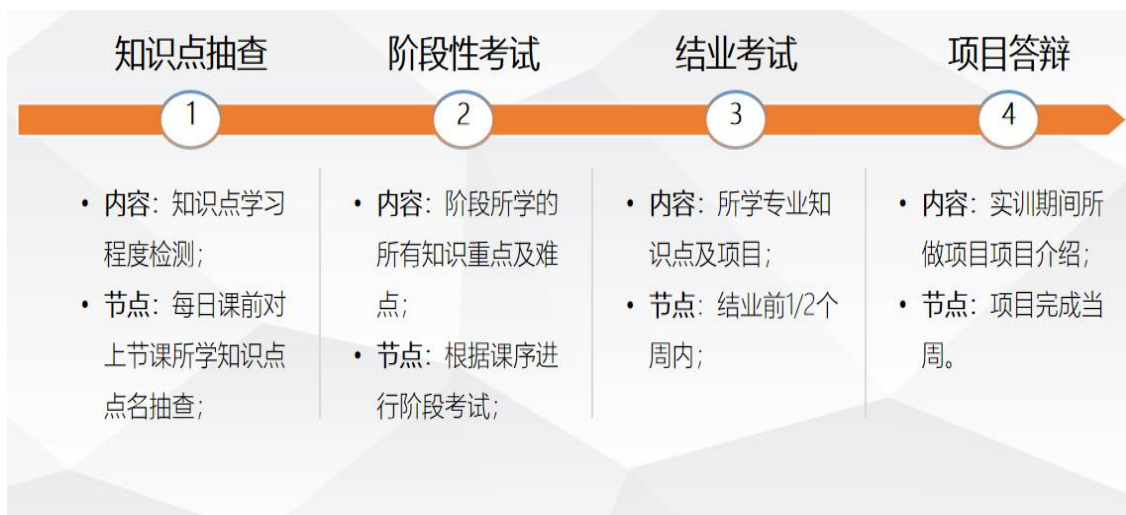 知识点抽查
阶段性考试
结业考试
项目答辩
1
2
3
4
• 内容：知识点学习
程度检测；
• 节点：每日课前对
上节课所学知识点
点名抽查；
• 内容：阶段所学的
所有知识重点及难
点；
• 节点：根据课序进
行阶段考试；
• 内容：所学专业知
识点及项目；
• 节点：结业前1/2个
周内；
• 内容：实训期间所
做项目项目介绍；
• 节点：项目完成当
周。